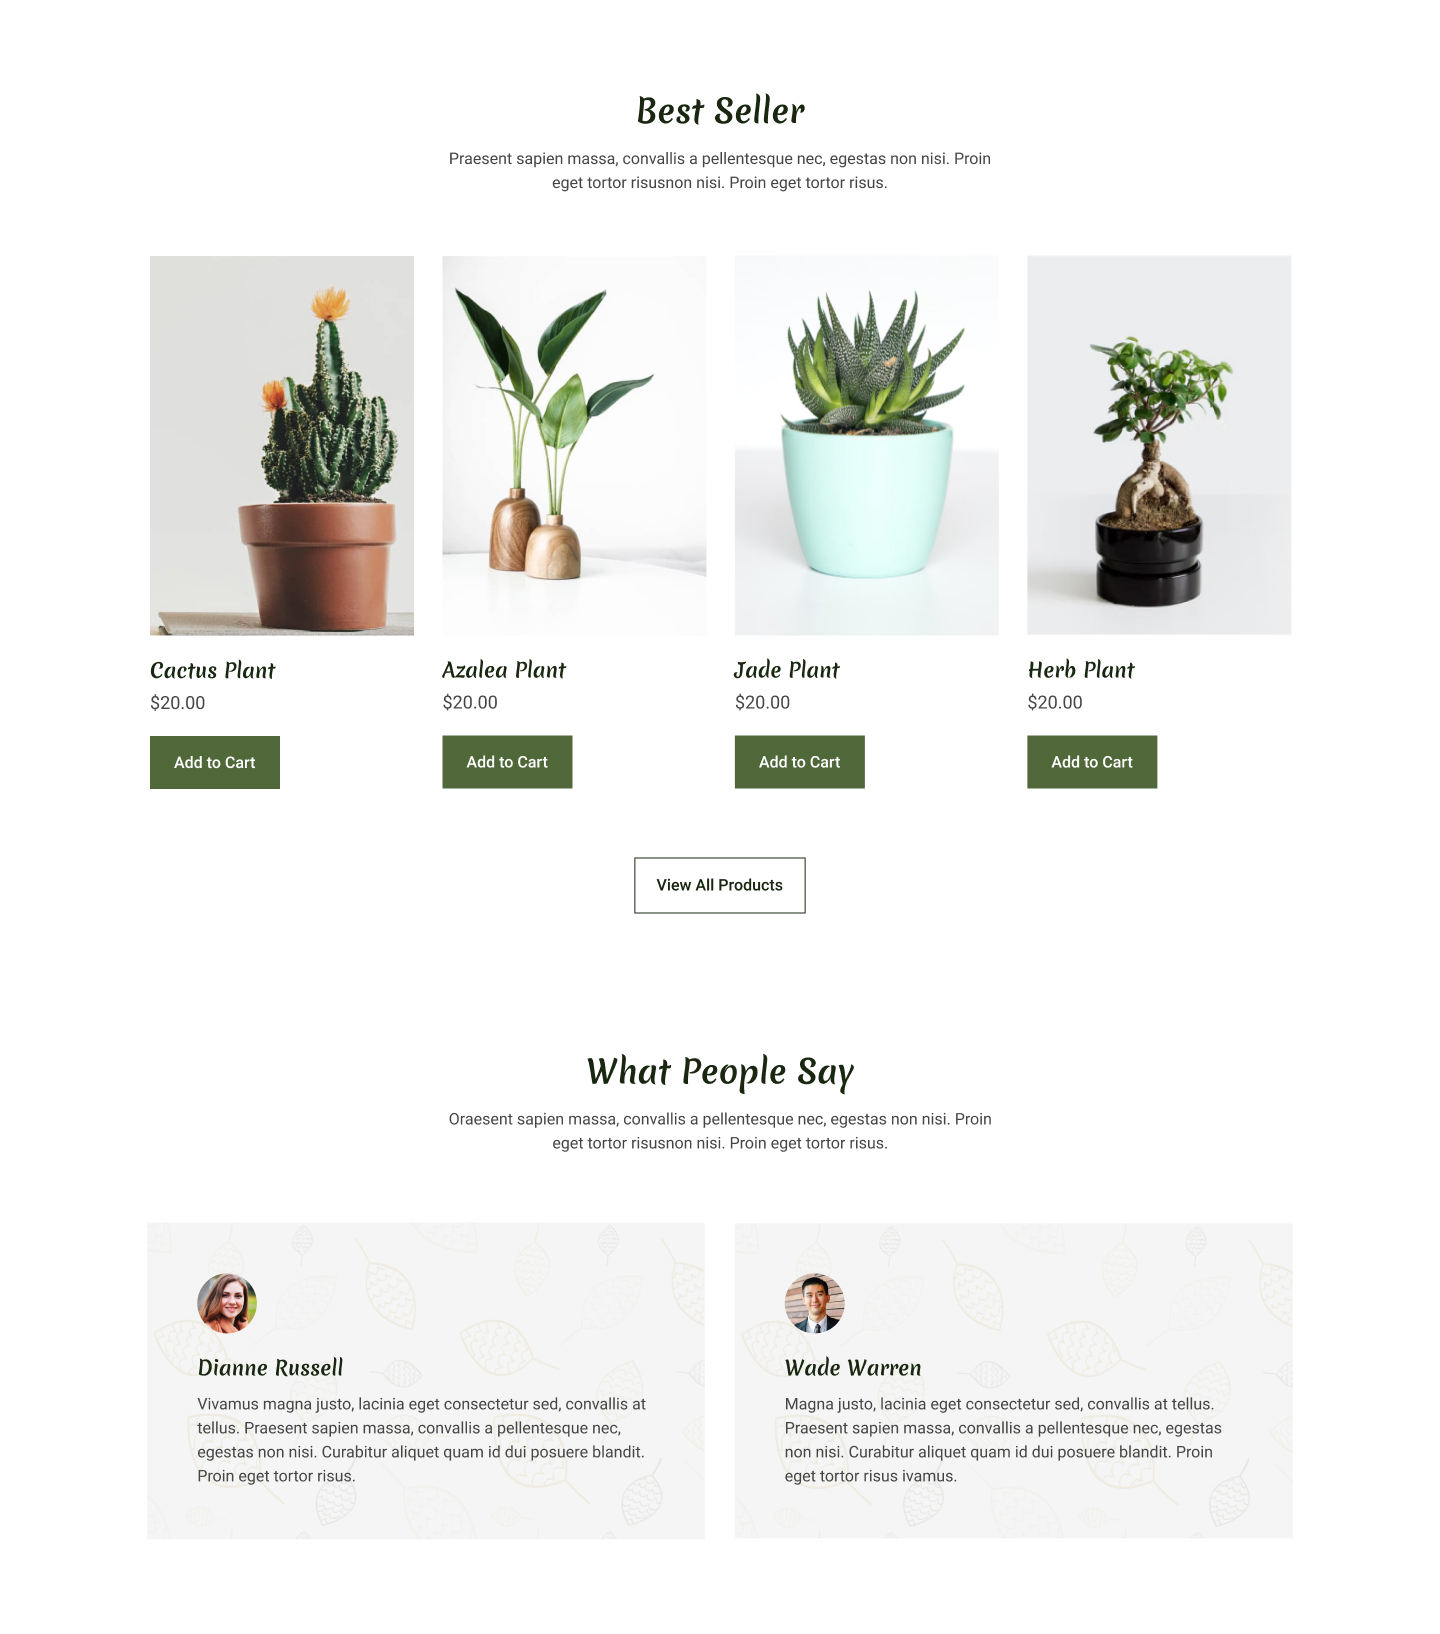 Best Seller
Praesent sapien massa, convallis a pellentesque nec, egestas non nisi. Proin
eget tortor risusnon nisi. Proin eget tortor risus.
Cactus Plant
$20.00
Add to Cart
Azalea Plant
$20.00
Add to Cart
Jade Plant
$20.00
Add to Cart
Herb Plant
$20.00
Add to Cart
View All Products
What People Say
Oraesent sapien massa, convallis a pellentesque nec, egestas non nisi. Proin
eget tortor risusnon nisi. Proin eget tortor risus.
Dianne Russell
Vivamus magna justo, lacinia eget consectetur sed, convallis at
tellus. Praesent sapien massa, convallis a pellentesque nec,
egestas non nisi. Curabitur aliquet quam id dui posuere blandit.
Proin eget tortor risus.
Wade Warren
Magna justo, lacinia eget consectetur sed, convallis at tellus.
Praesent sapien massa, convallis a pellentesque nec, egestas
non nisi. Curabitur aliquet quam id dui posuere blandit. Proin
eget tortor risus ivamus.